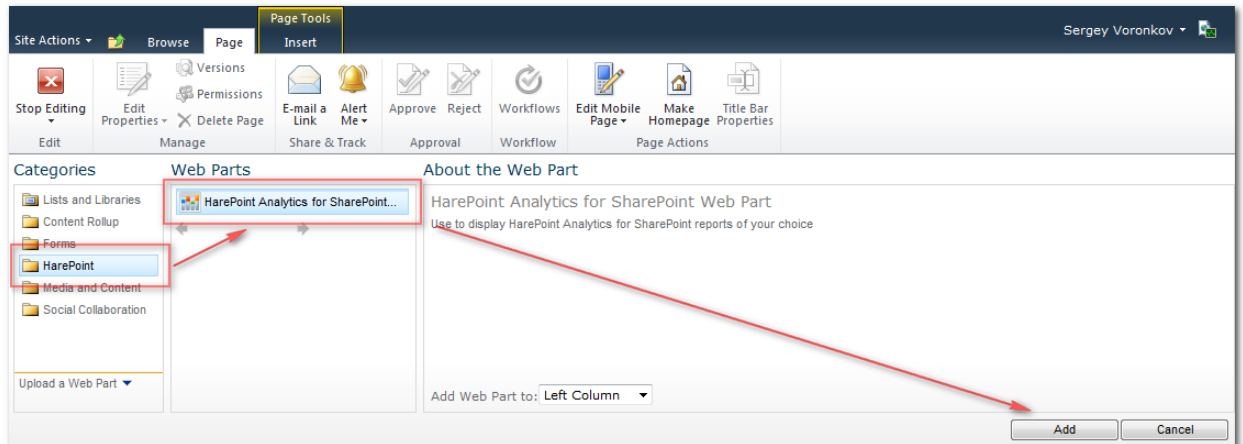 Page Tools
Site Actions Browse Page Insert Sergey Voronkov
Stop Editing
Edit Properties
Versions
Permissions
Delete Page
E-mail a Link
Alert Me
Approve
Reject
Workflows
Edit Mobile Page
Make Homepage
Title Bar Properties
Edit Manage Share & Track Approval Workflow Page Actions
Categories
Lists and Libraries
Content Rollup
Forms
HarePoint
Media and Content
Social Collaboration
Upload a Web Part
Web Parts
HarePoint Analytics for SharePoint...
About the Web Part
HarePoint Analytics for SharePoint Web Part
Use to display HarePoint Analytics for SharePoint reports of your choice
Add Web Part to: Left Column
Add Cancel